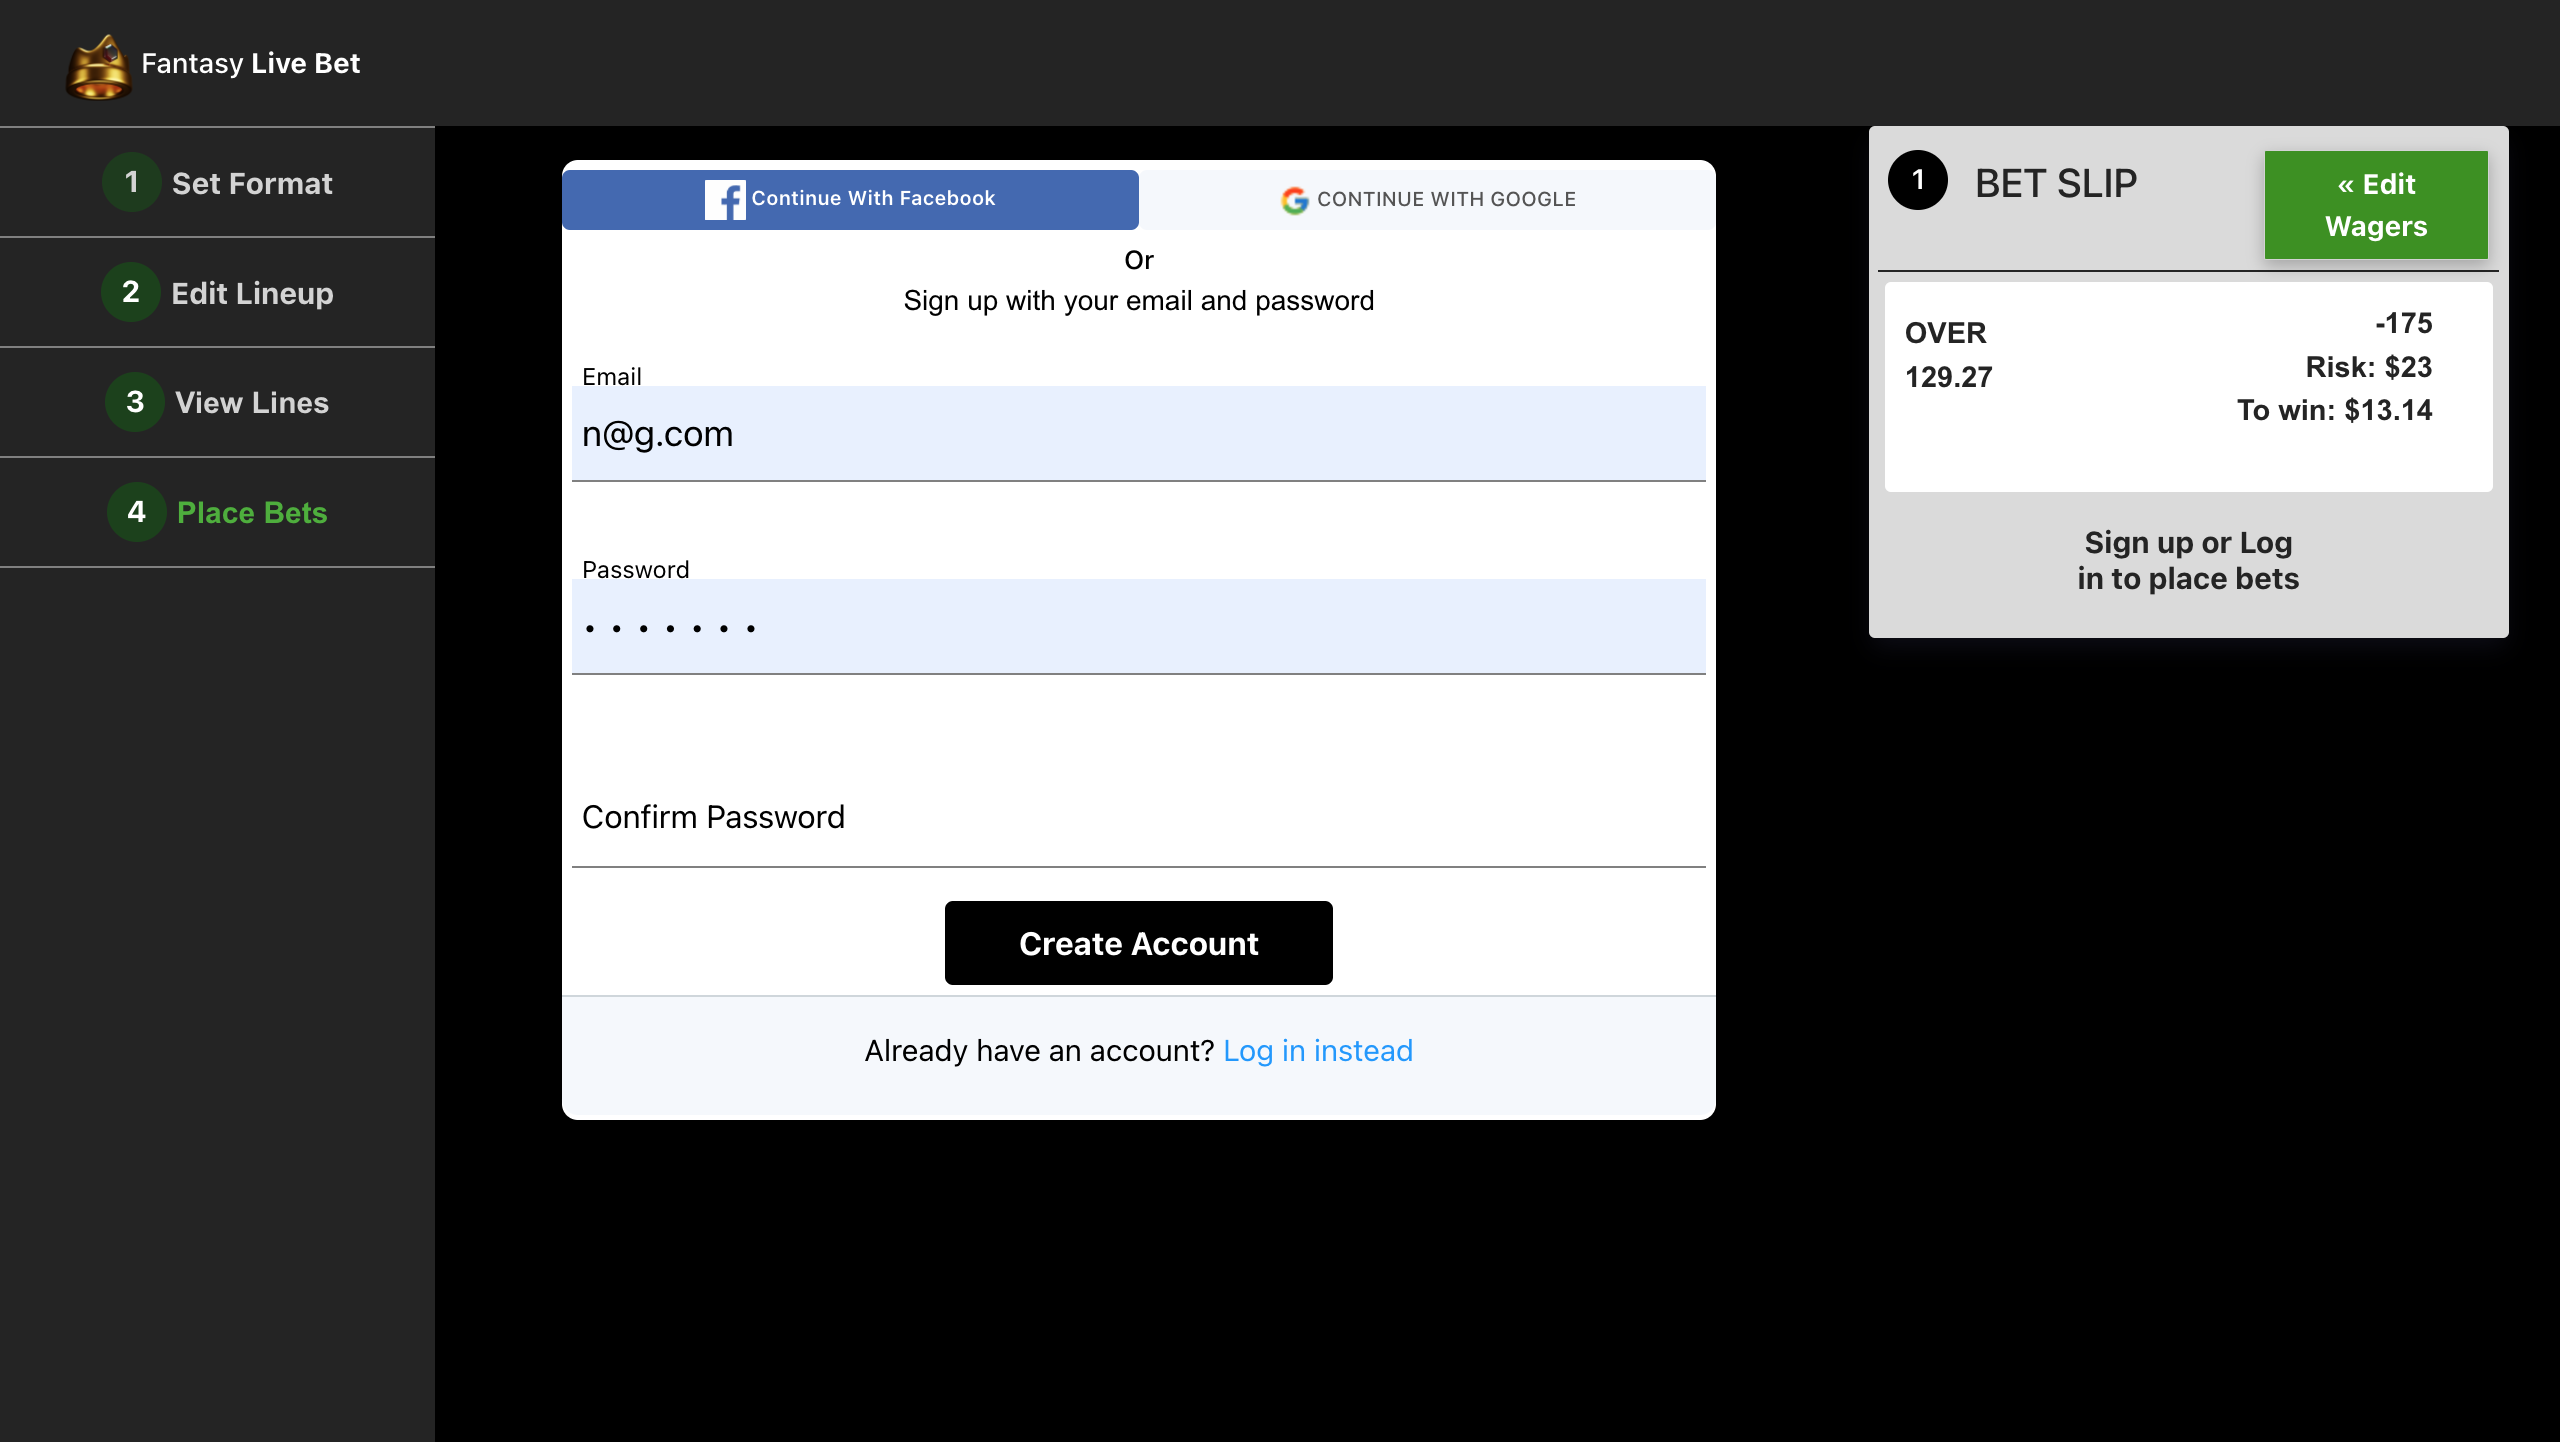 Fantasy Live Bet
1 Set Format
2 Edit Lineup
3 View Lines
4 Place Bets
Continue With Facebook
CONTINUE WITH GOOGLE
Or
Sign up with your email and password
Email
n@g.com
Password
•••••••
Confirm Password
Create Account
Already have an account? Log in instead
1 BET SLIP
« Edit
Wagers
OVER
129.27
-175
Risk: $23
To win: $13.14
Sign up or Log
in to place bets